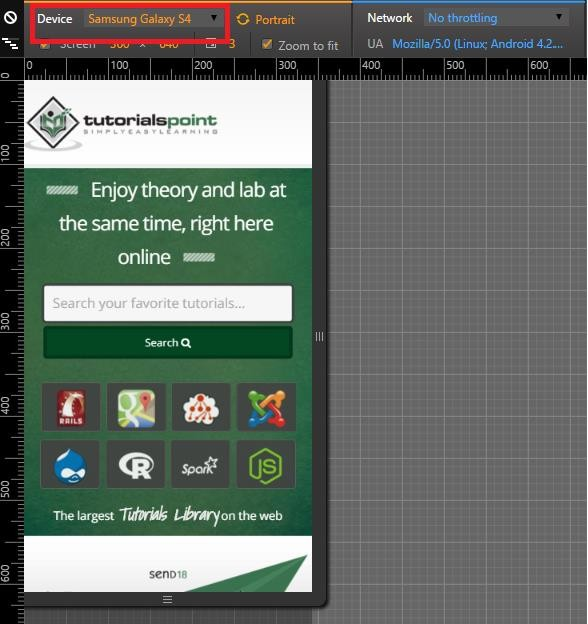 Device Samsung Galaxy S4 Portrait Network No throttling
Screen 360 × 640 3 Zoom to fit UA Mozilla/5.0 (Linux; Android 4.2....
0 100 200 300 400 500 600
0
100
200
300
400
500
600
tutorialspoint
SIMPLYEASYLEARNING
Enjoy theory and lab at
the same time, right here
online
Search your favorite tutorials...
Search
RAILS
R Spark JS
The largest Tutorials Library on the web
send18